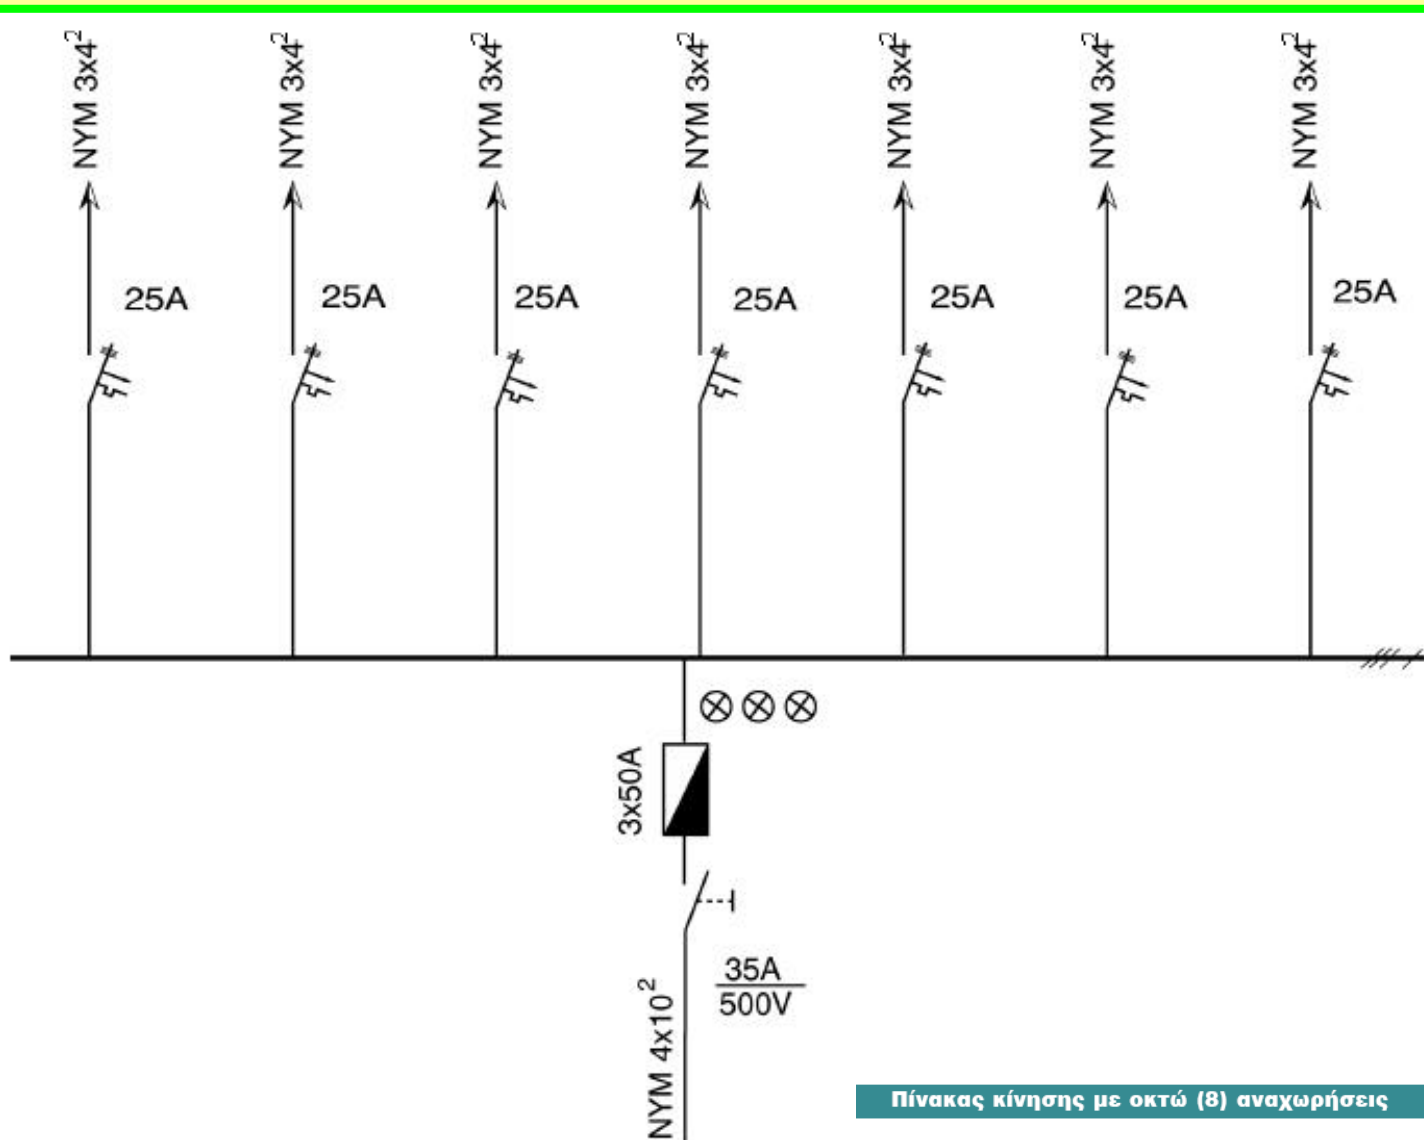 NYM 3x4²
NYM 3x4²
NYM 3x4²
NYM 3x4²
NYM 3x4²
NYM 3x4²
NYM 3x4²
25A
25A
25A
25A
25A
25A
25A
3x50A
35A
500V
NYM 4x10²
Πίνακας κίνησης με οκτώ (8) αναχωρήσεις